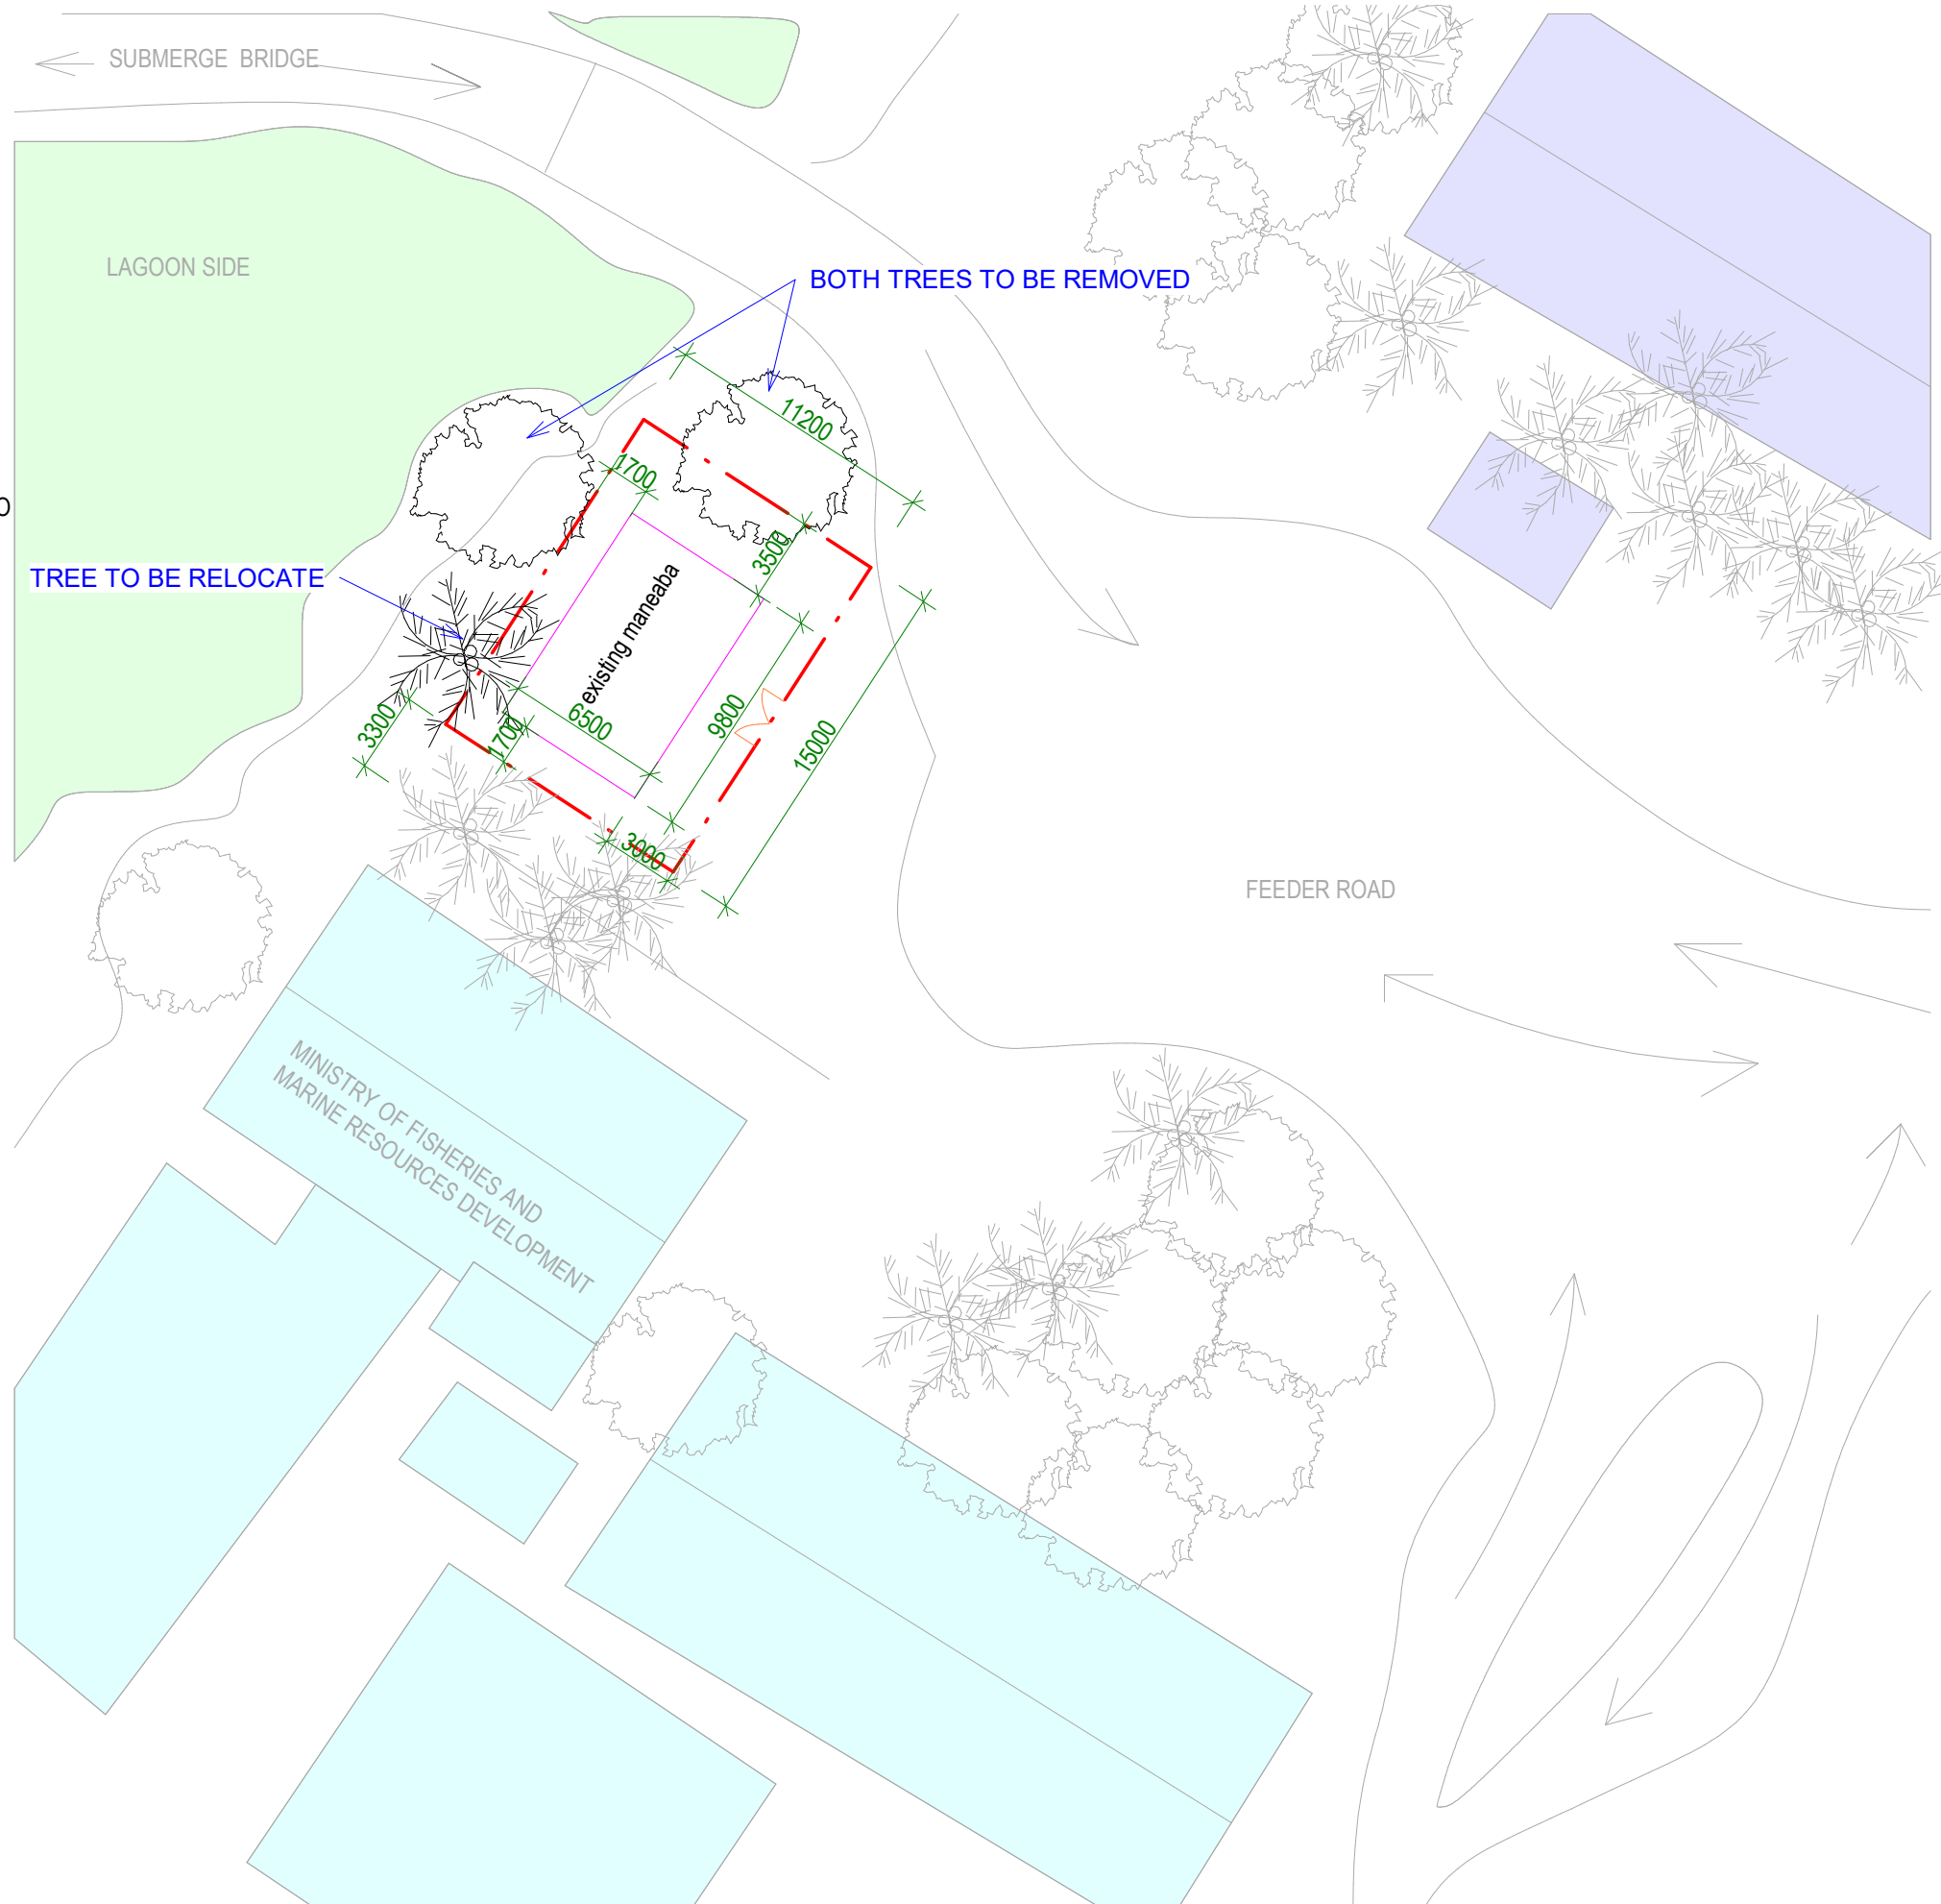 SUBMERGE BRIDGE
LAGOON SIDE
BOTH TREES TO BE REMOVED
11200
1700
O
3500
TREE TO BE RELOCATE
existing maneaba
3300
1700
6500
9800
15000
3000
FEEDER ROAD
MINISTRY OF FISHERIES AND
MARINE RESOURCES DEVELOPMENT